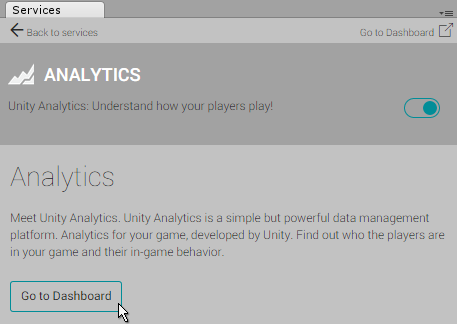 Services
Back to services
Go to Dashboard
ANALYTICS
Unity Analytics: Understand how your players play!
Analytics
Meet Unity Analytics. Unity Analytics is a simple but powerful data management
platform. Analytics for your game, developed by Unity. Find out who the players are
in your game and their in-game behavior.
Go to Dashboard